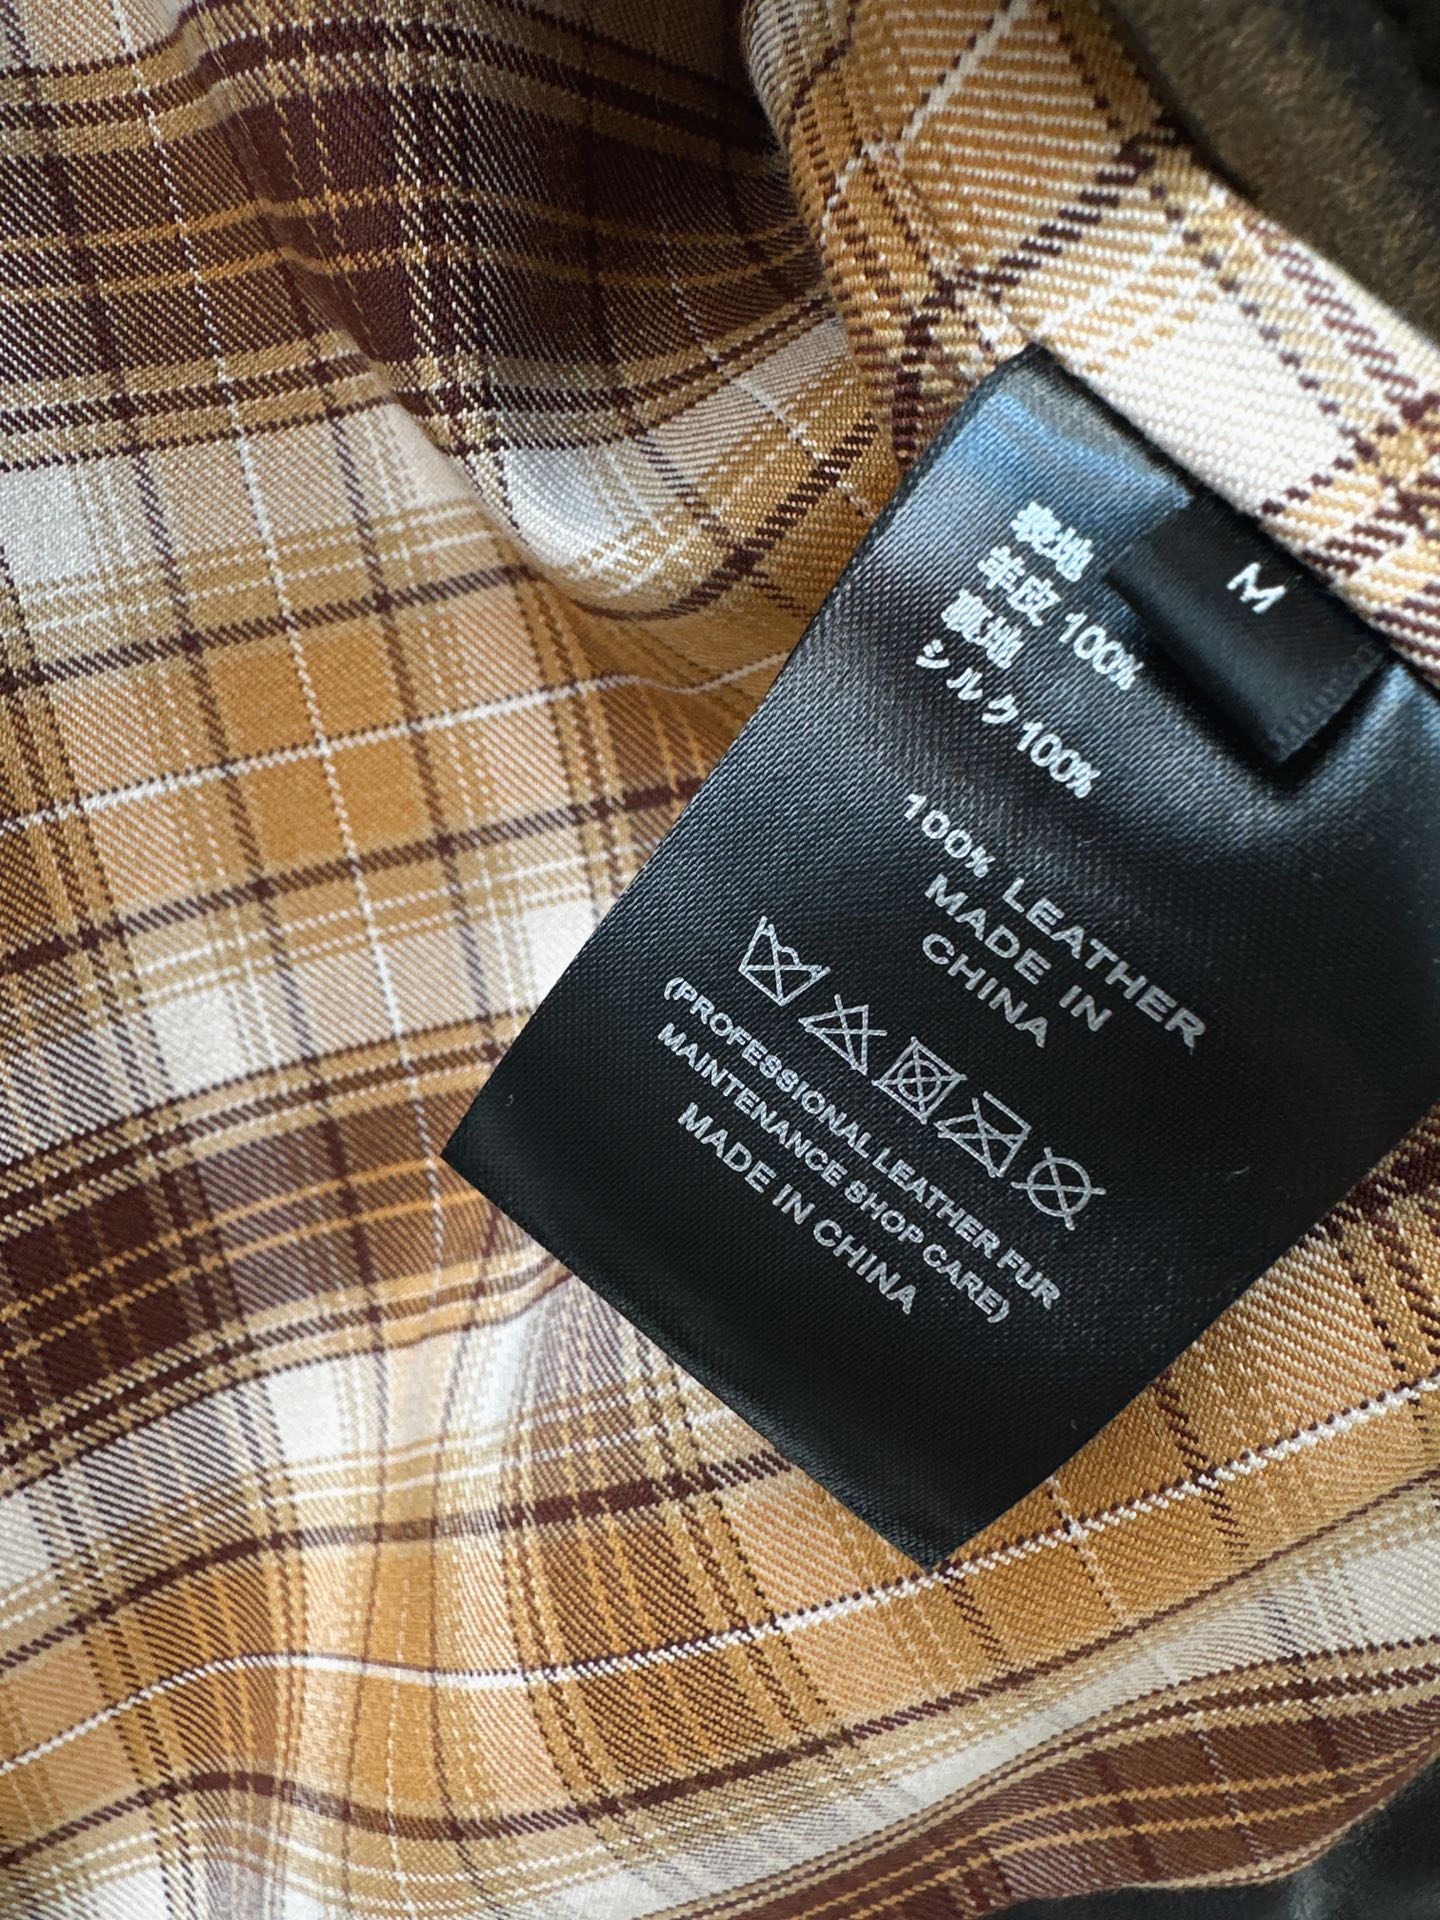 M
表地
羊皮 100%
裏地
シルク100%
100% LEATHER
MADE IN
CHINA
(PROFESSIONAL LEATHER FUR
MAINTENANCE SHOP CARE)
MADE IN CHINA